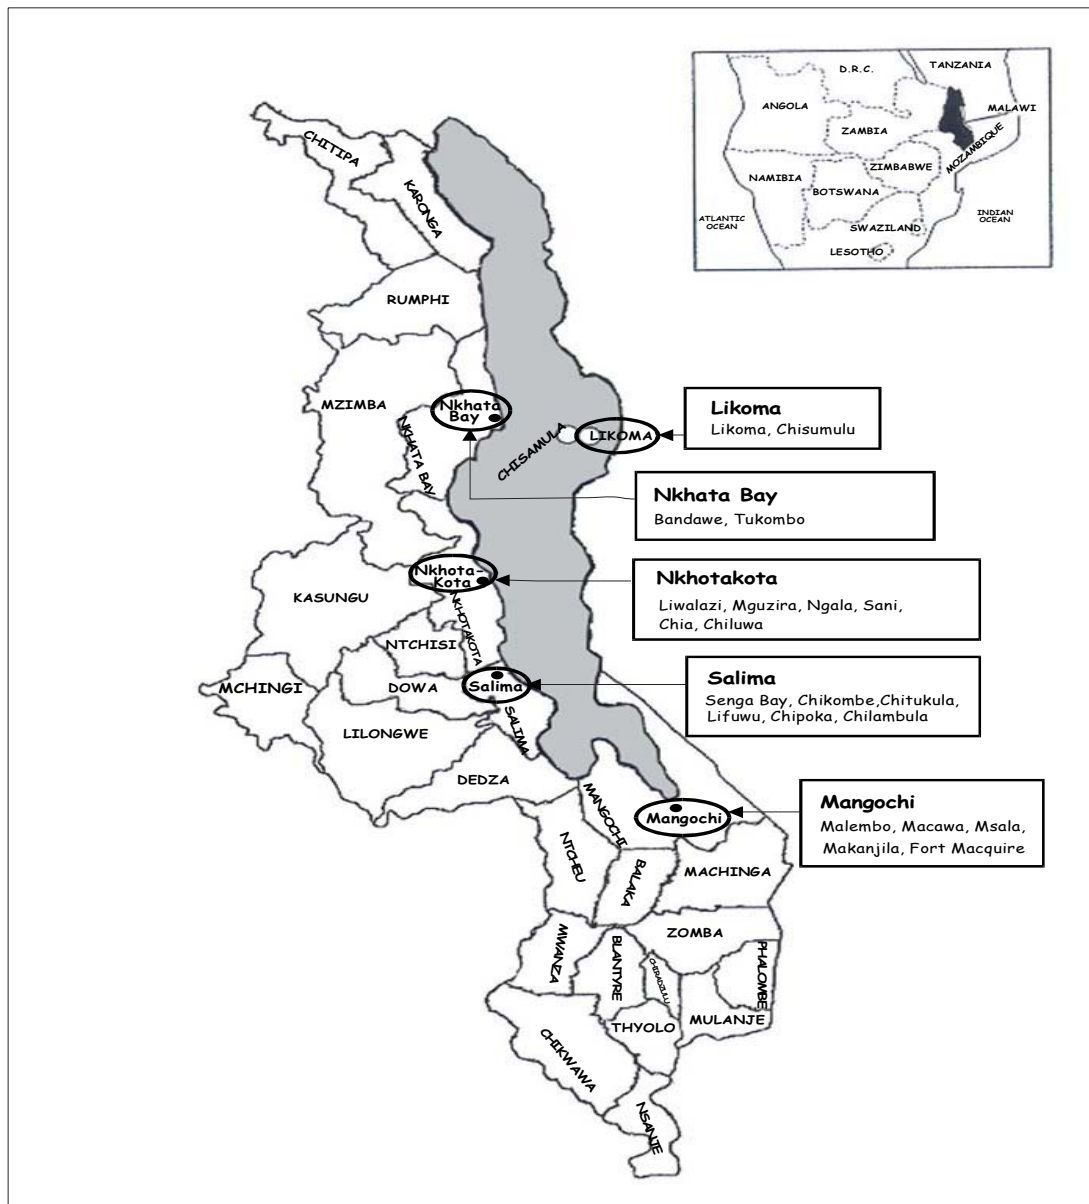 D.R.C.
TANZANIA
ANGOLA
MALAWI
ZAMBIA
MOZAMBIQUE
ZIMBABWE
NAMIBIA
BOTSWANA
ATLANTIC
OCEAN
INDIAN
OCEAN
SWAZILAND
LESOTHO
CHITIPA
KARONGA
RUMPHI
MZIMBA
Nkhata
Bay
NKHATA BAY
CHISAMULA
LIKOMA
Likoma
Likoma, Chisumulu
Nkhata Bay
Bandawe, Tukombo
Nkhota-
Kota
KASUNGU
NKHOTAKOTA
Nkhotakota
Liwalazi, Mguzira, Ngala, Sani,
Chia, Chiluwa
NTCHISI
MCHINGI
DOWA
Salima
SALIMA
Salima
Senga Bay, Chikombe,Chitukula,
Lifuwu, Chipoka, Chilambula
LILONGWE
DEDZA
MANGOCHI
Mangochi
Mangochi
Malembo, Macawa, Msala,
Makanjila, Fort Macquire
NTCHEU
BALAKA
MACHINGA
ZOMBA
MWANZA
BLANTYRE
CHIRADZULU
PHALOMBE
THYOLO
MULANJE
CHIKWAWA
NSANJE